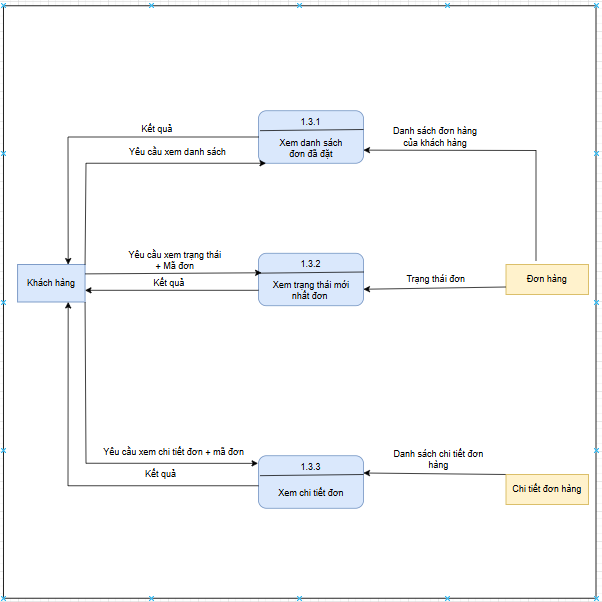 1.3.1
Kết quả
Danh sách đơn hàng
của khách hàng
Xem danh sách
đơn đã đặt
Yêu cầu xem danh sách
Yêu cầu xem trạng thái
+ Mã đơn
1.3.2
Khách hàng
Kết quả
Xem trạng thái mới
nhất đơn
Trạng thái đơn
Đơn hàng
Yêu cầu xem chi tiết đơn + mã đơn
Danh sách chi tiết đơn
hàng
1.3.3
Kết quả
Xem chi tiết đơn
Chi tiết đơn hàng